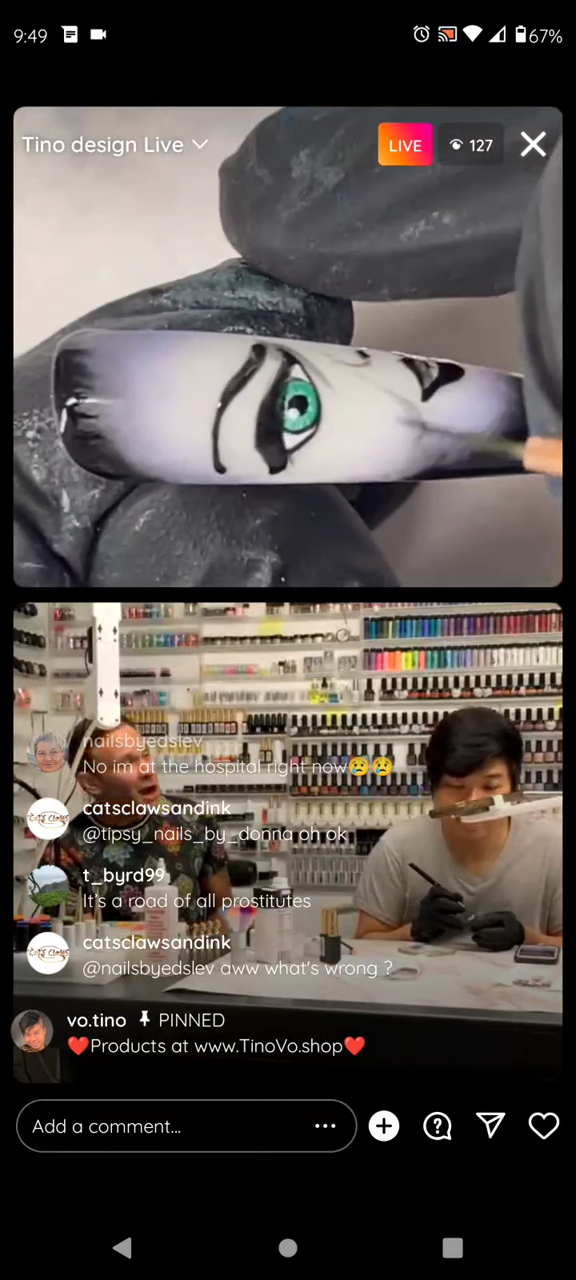 9:49
67%
Tino design Live
LIVE
127
nailsbyedslev
No im at the hospital right now😢😢
catsclawsandink
@tipsy_nails_by_donna oh ok
t_byrd99
It's a road of all prostitutes
catsclawsandink
@nailsbyedslev aww what's wrong ?
vo.tino PINNED
❤️Products at www.TinoVo.shop❤️
Add a comment...